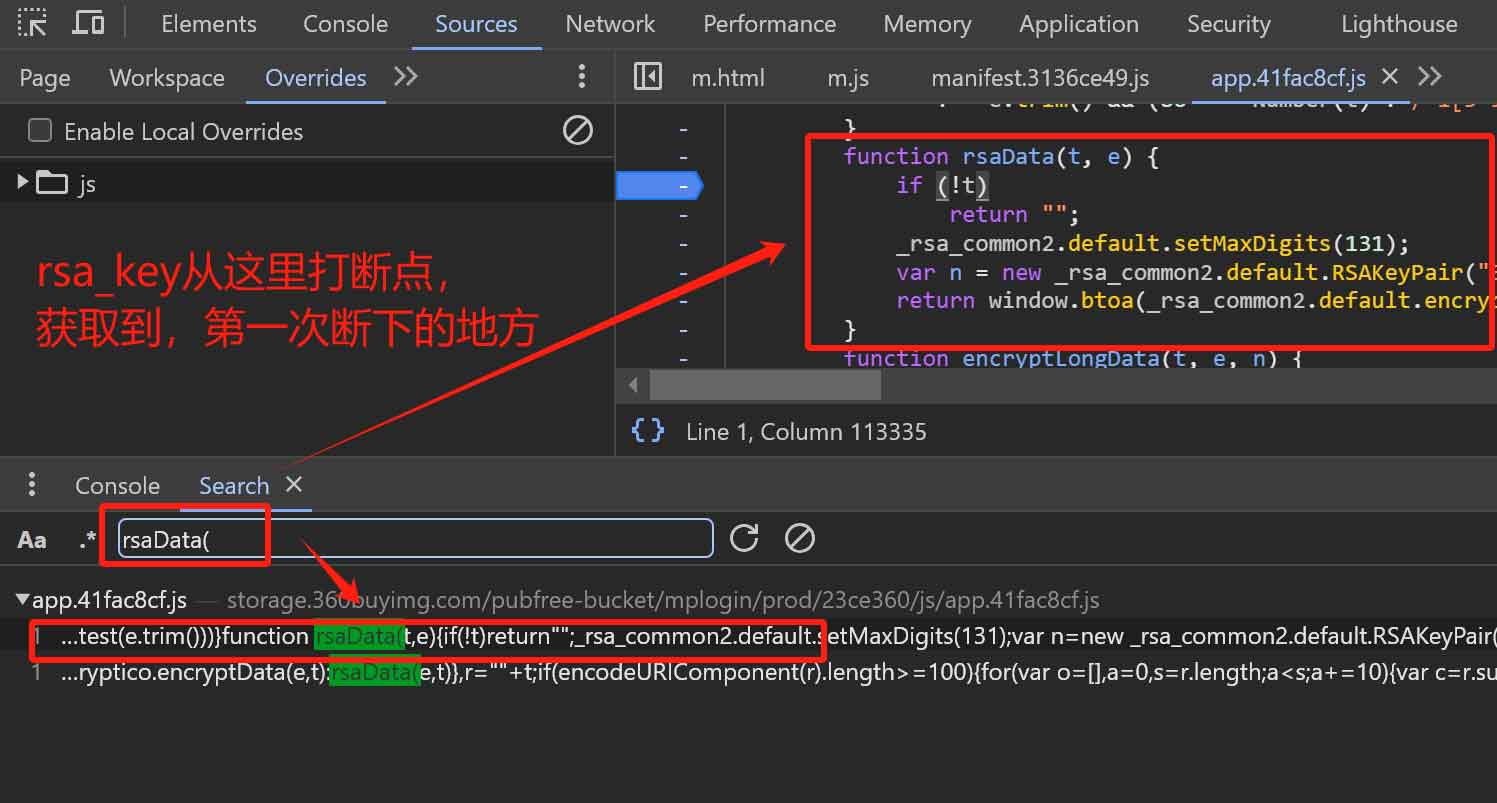 Elements Console Sources Network Performance Memory Application Security Lighthouse
Page Workspace Overrides
m.html m.js manifest.3136ce49.js app.41fac8cf.js
Enable Local Overrides
js
}
function rsaData(t, e) {
if (!t)
return "";
_rsa_common2.default.setMaxDigits(131);
var n = new _rsa_common2.default.RSAKeyPair("
return window.btoa(_rsa_common2.default.encry
}
function encryptLongData(t, e, n) {
rsa_key从这里打断点，
获取到，第一次断下的地方
{} Line 1, Column 113335
Console Search
Aa .* rsaData(
app.41fac8cf.js — storage.360buyimg.com/pubfree-bucket/mplogin/prod/23ce360/js/app.41fac8cf.js
1 ...test(e.trim()))}function rsaData(t,e){if(!t)return"";_rsa_common2.default.setMaxDigits(131);var n=new _rsa_common2.default.RSAKeyPair(
1 ...ryptico.encryptData(e,t):rsaData(e,t)},r=""+t;if(encodeURIComponent(r).length>=100){for(var o=[],a=0,s=r.length;a<s;a+=10){var c=r.su